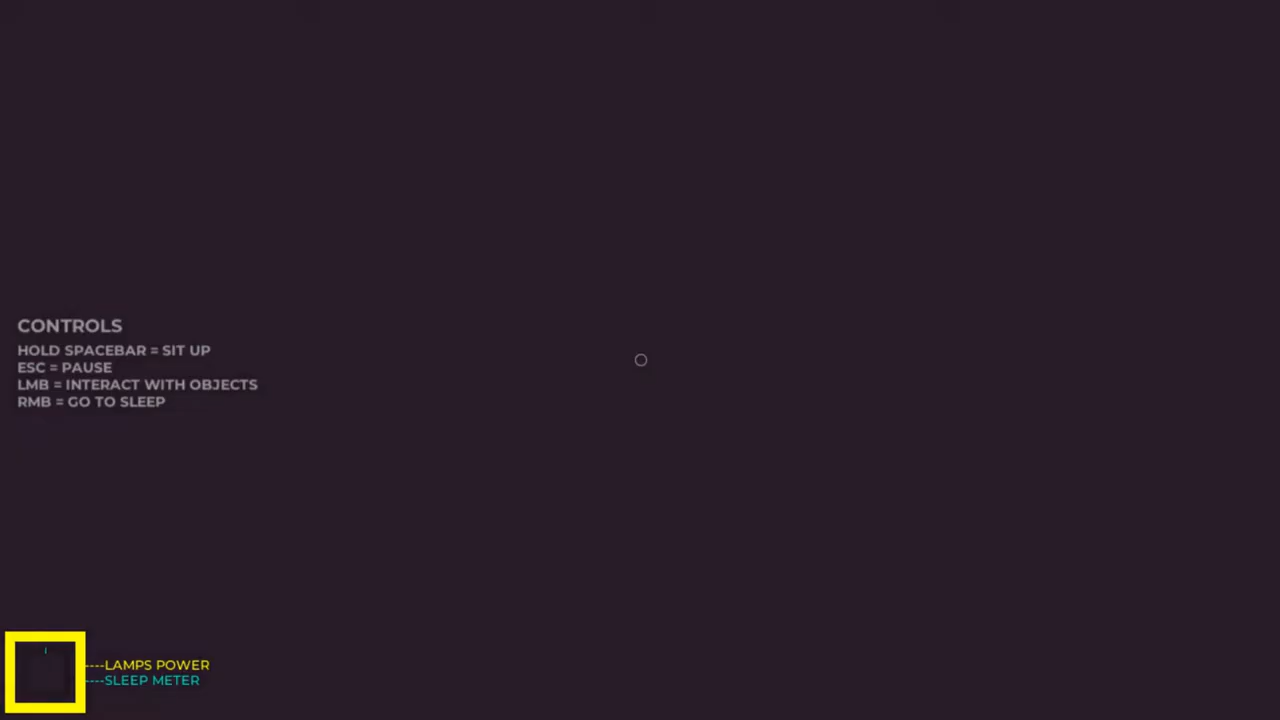 CONTROLS
HOLD SPACEBAR = SIT UP
ESC = PAUSE
LMB = INTERACT WITH OBJECTS
RMB = GO TO SLEEP
----LAMPS POWER
----SLEEP METER